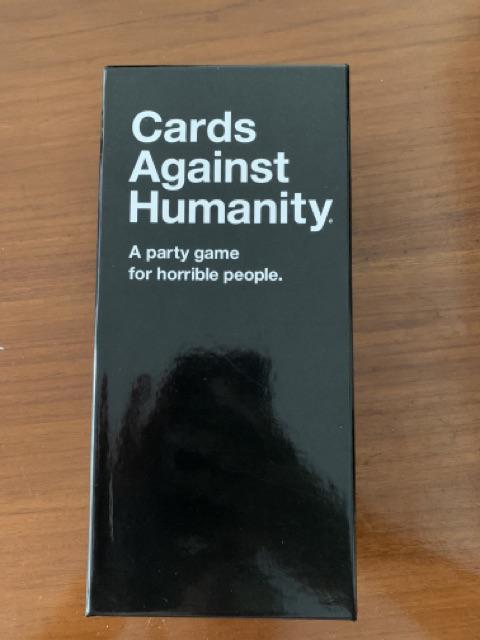 Cards
Against
Humanity.
A party game
for horrible people.